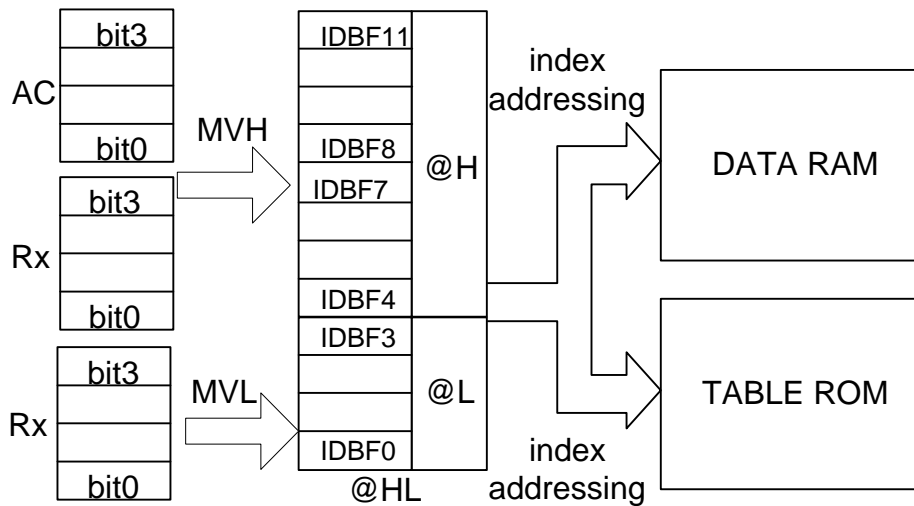 bit3
AC
bit0
MVH
bit3
Rx
bit0
bit3
Rx
MVL
bit0
IDBF11
IDBF8
IDBF7
IDBF4
IDBF3
IDBF0
@H
@L
@HL
index
addressing
DATA RAM
TABLE ROM
index
addressing